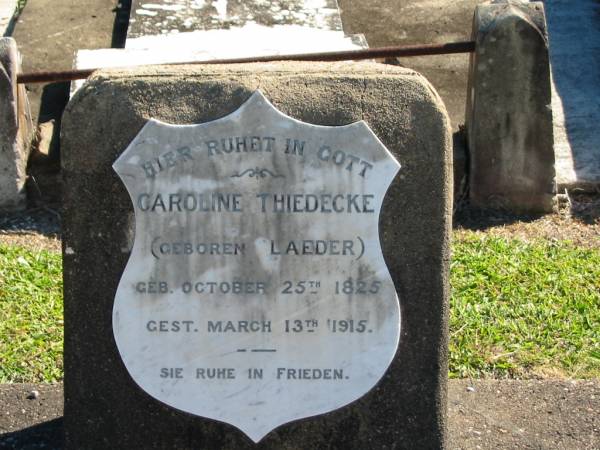 HIER RUHET IN GOTT
CAROLINE THIEDECKE
(GEBOREN LAEDER)
GEB. OCTOBER 25TH 1825
GEST. MARCH 13TH 1915.
SIE RUHE IN FRIEDEN.